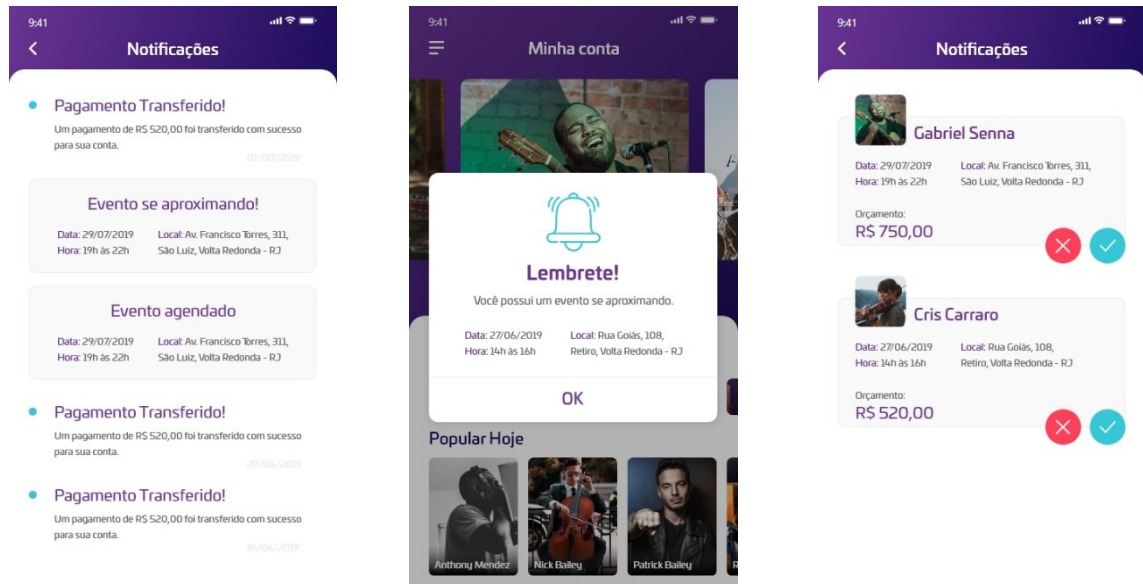 9:41
Notificações
Pagamento Transferido!
Um pagamento de R$ 520,00 foi transferido com sucesso
para sua conta.
01/08/2019
Evento se aproximando!
Data: 29/07/2019 Local: Av. Francisco Torres, 311,
Hora: 19h às 22h São Luiz, Volta Redonda - RJ
Evento agendado
Data: 29/07/2019 Local: Av. Francisco Torres, 311,
Hora: 19h às 22h São Luiz, Volta Redonda - RJ
Pagamento Transferido!
Um pagamento de R$ 520,00 foi transferido com sucesso
para sua conta.
20/06/2019
Pagamento Transferido!
Um pagamento de R$ 520,00 foi transferido com sucesso
para sua conta.
14/06/2019
9:41
Minha conta
Lembrete!
Você possui um evento se aproximando.
Data: 27/06/2019 Local: Rua Goiás, 108,
Hora: 14h às 16h Retiro, Volta Redonda - RJ
OK
Popular Hoje
Anthony Mendez Nick Bailey Patrick Bailey R
9:41
Notificações
Gabriel Senna
Data: 29/07/2019 Local: Av. Francisco Torres, 311,
Hora: 19h às 22h São Luiz, Volta Redonda - RJ
Orçamento:
R$ 750,00
Cris Carraro
Data: 27/06/2019 Local: Rua Goiás, 108,
Hora: 14h às 16h Retiro, Volta Redonda - RJ
Orçamento:
R$ 520,00